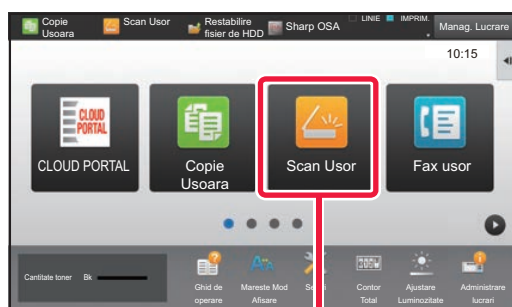 Copie
Usoara
Scan Usor
Restabilire
fisier de HDD
Sharp OSA
LINIE
IMPRIM.
Manag. Lucrare
10:15
CLOUD
PORTAL
CLOUD PORTAL
Copie
Usoara
Scan Usor
Fax usor
Cantitate toner
Bk
Ghid de
operare
Mareste Mod
Afisare
Contor
Total
Ajustare
Luminozitate
Administrare
lucrari